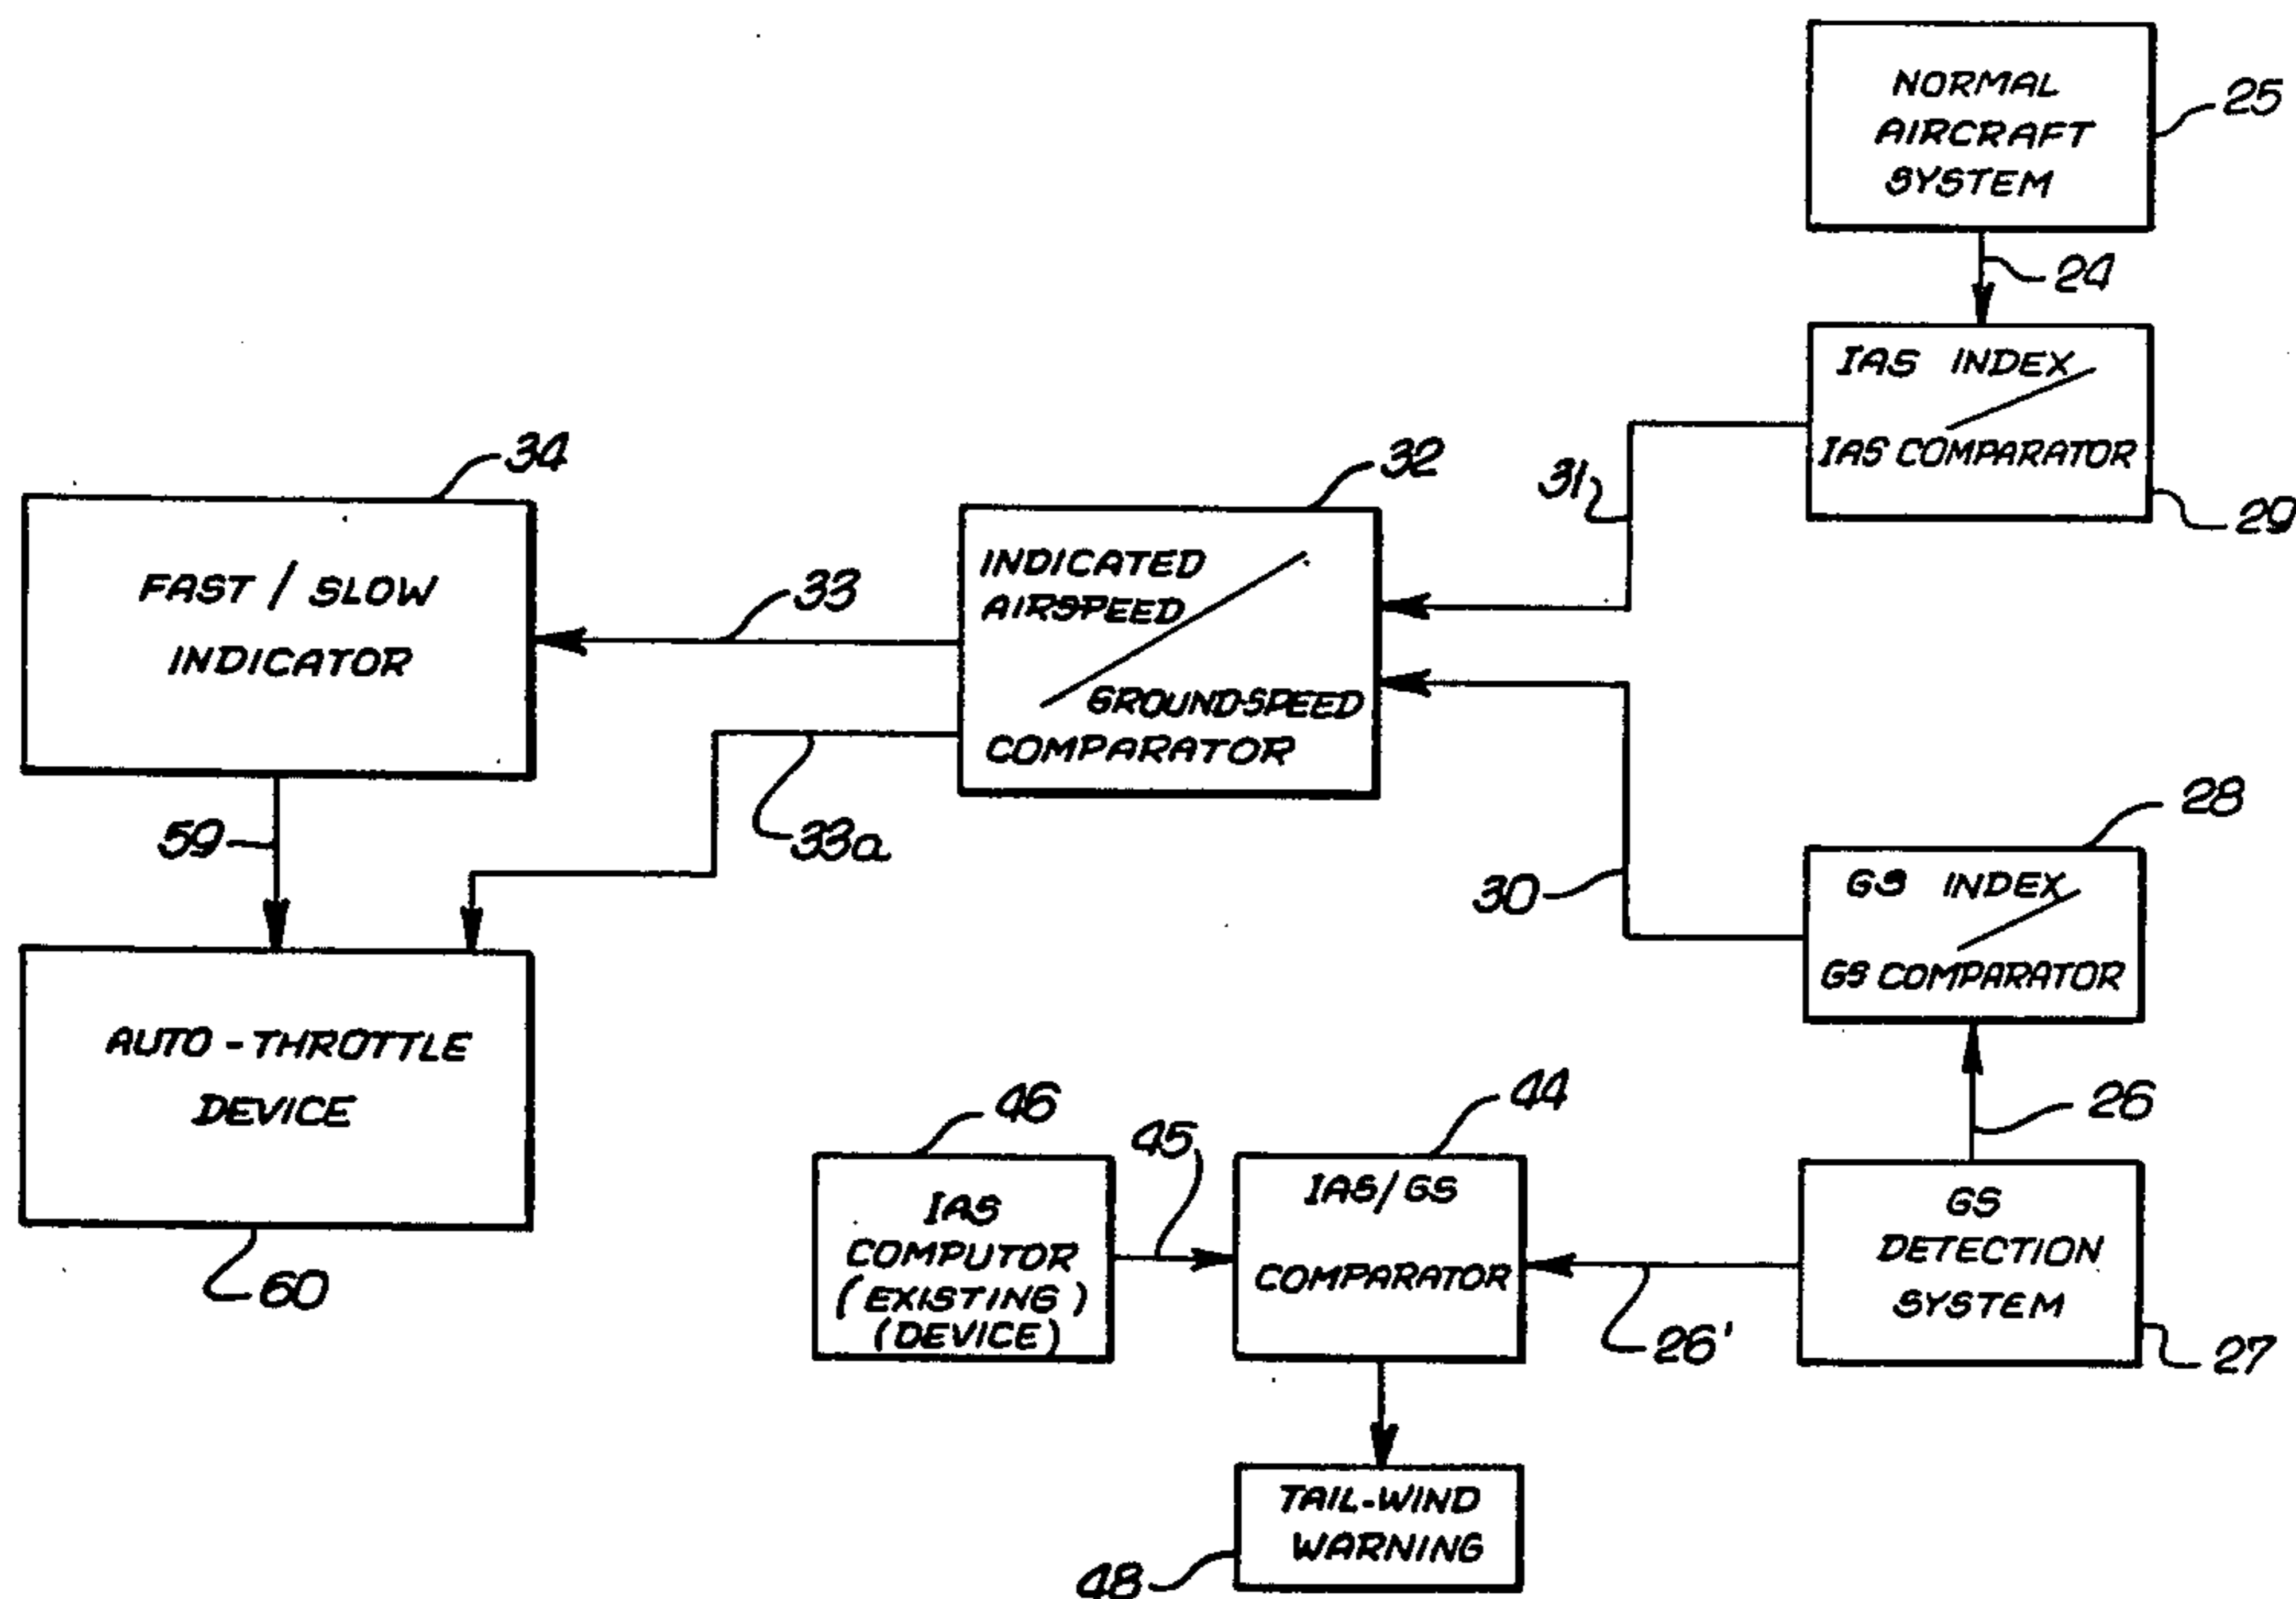 NORMAL
AIRCRAFT
SYSTEM
25
24
IAS INDEX
IAS COMPARATOR
29
31
34
FAST / SLOW
INDICATOR
33
32
INDICATED
AIRSPEED
GROUNDSPEED
COMPARATOR
33a
30
28
GS INDEX
GS COMPARATOR
26
59
AUTO-THROTTLE
DEVICE
60
46
IAS
COMPUTOR
(EXISTING)
(DEVICE)
45
44
IAS/GS
COMPARATOR
26'
GS
DETECTION
SYSTEM
27
TAIL-WIND
WARNING
48